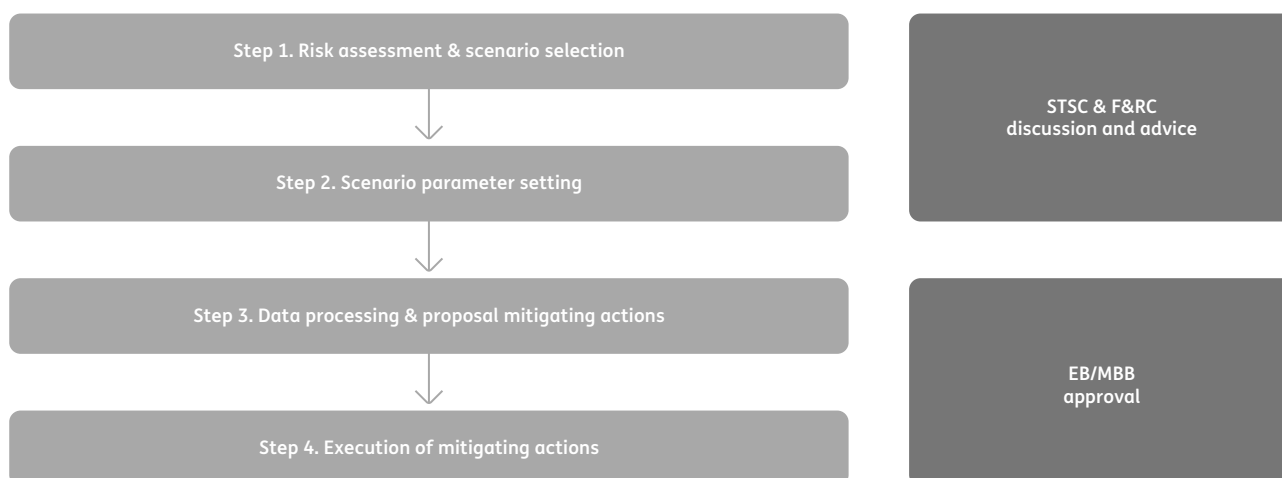 Step 1. Risk assessment & scenario selection
Step 2. Scenario parameter setting
Step 3. Data processing & proposal mitigating actions
Step 4. Execution of mitigating actions
STSC & F&RC
discussion and advice
EB/MBB
approval